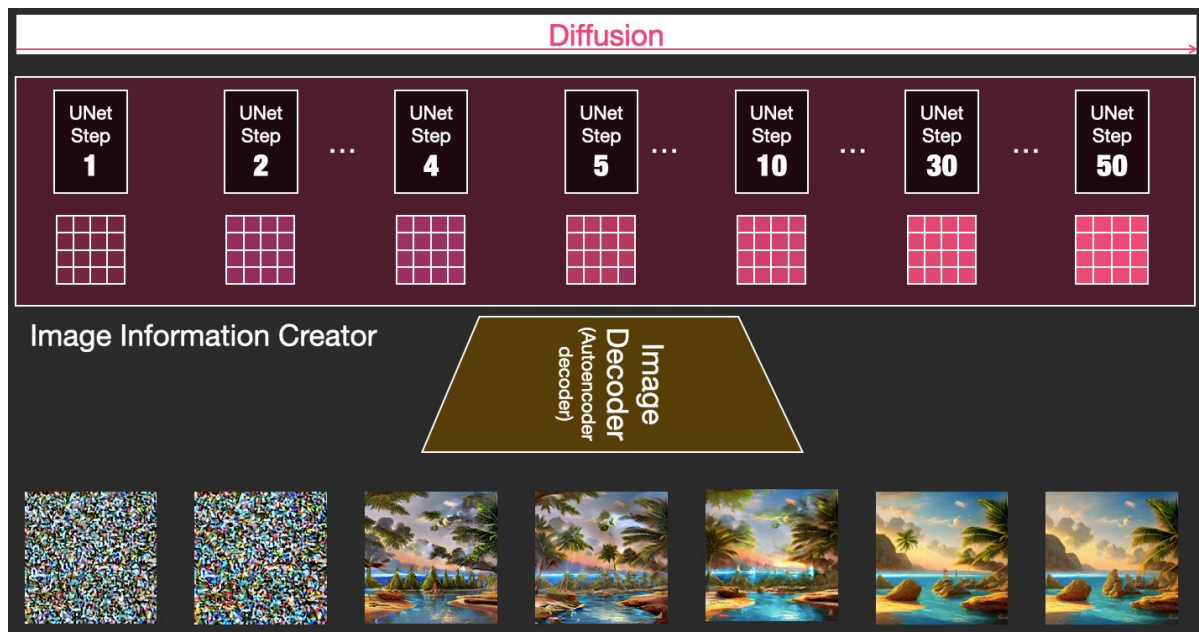 Diffusion
UNet
Step
1
UNet
Step
2
...
UNet
Step
4
UNet
Step
5
...
UNet
Step
10
...
UNet
Step
30
...
UNet
Step
50
Image Information Creator
Image
Decoder
(Autoencoder
decoder)